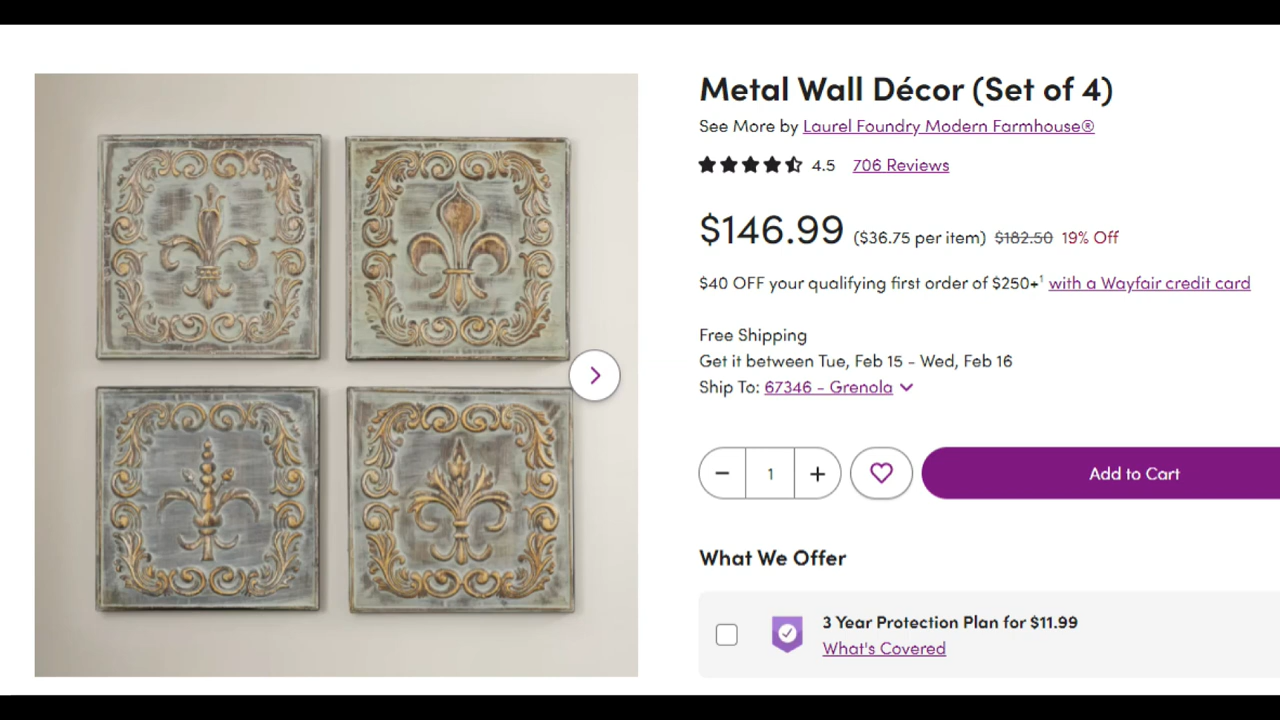 Metal Wall Décor (Set of 4)
See More by Laurel Foundry Modern Farmhouse®
4.5 706 Reviews
$146.99 ($36.75 per item) $182.50 19% Off
$40 OFF your qualifying first order of $250+¹ with a Wayfair credit card
Free Shipping
Get it between Tue, Feb 15 - Wed, Feb 16
Ship To: 67346 - Grenola
− 1 + Add to Cart
What We Offer
3 Year Protection Plan for $11.99
What's Covered